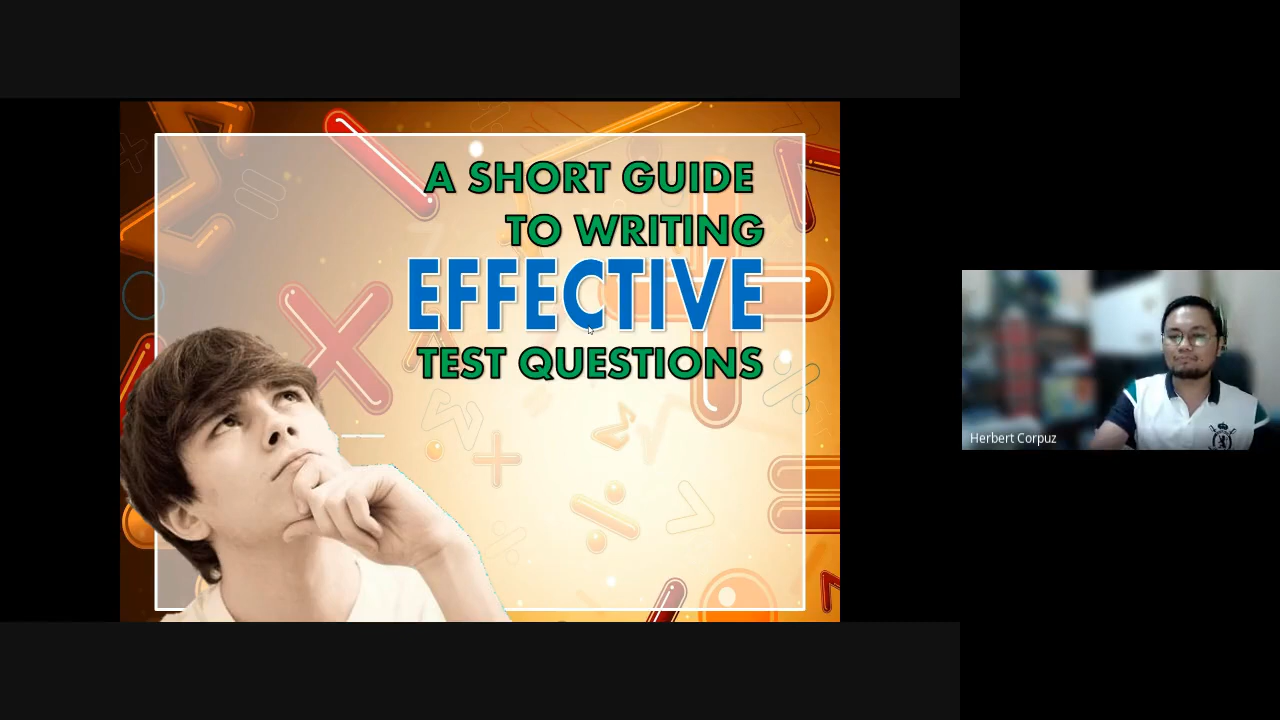 A SHORT GUIDE
TO WRITING
EFFECTIVE
TEST QUESTIONS
Herbert Corpuz